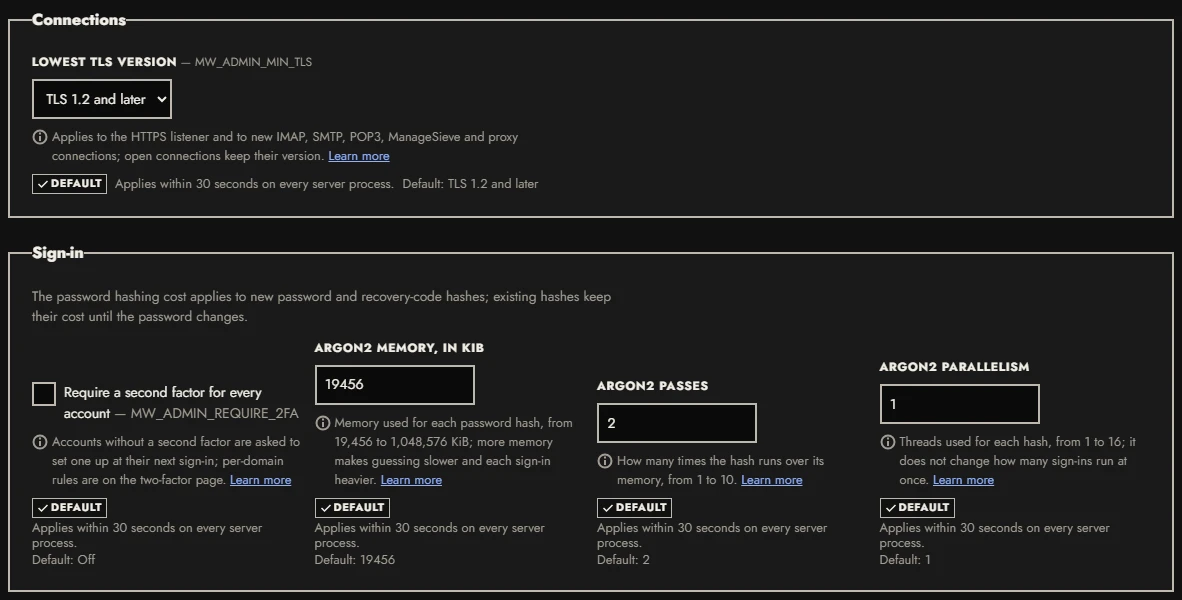 Connections
LOWEST TLS VERSION — MW_ADMIN_MIN_TLS
TLS 1.2 and later
Applies to the HTTPS listener and to new IMAP, SMTP, POP3, ManageSieve and proxy
connections; open connections keep their version. Learn more
DEFAULT Applies within 30 seconds on every server process. Default: TLS 1.2 and later
Sign-in
The password hashing cost applies to new password and recovery-code hashes; existing hashes keep
their cost until the password changes.
Require a second factor for every
account — MW_ADMIN_REQUIRE_2FA
Accounts without a second factor are asked to
set one up at their next sign-in; per-domain
rules are on the two-factor page. Learn more
DEFAULT
Applies within 30 seconds on every server
process.
Default: Off
ARGON2 MEMORY, IN KIB
19456
Memory used for each password hash, from
19,456 to 1,048,576 KiB; more memory
makes guessing slower and each sign-in
heavier. Learn more
DEFAULT
Applies within 30 seconds on every server
process.
Default: 19456
ARGON2 PASSES
2
How many times the hash runs over its
memory, from 1 to 10. Learn more
DEFAULT
Applies within 30 seconds on every server
process.
Default: 2
ARGON2 PARALLELISM
1
Threads used for each hash, from 1 to 16; it
does not change how many sign-ins run at
once. Learn more
DEFAULT
Applies within 30 seconds on every server
process.
Default: 1